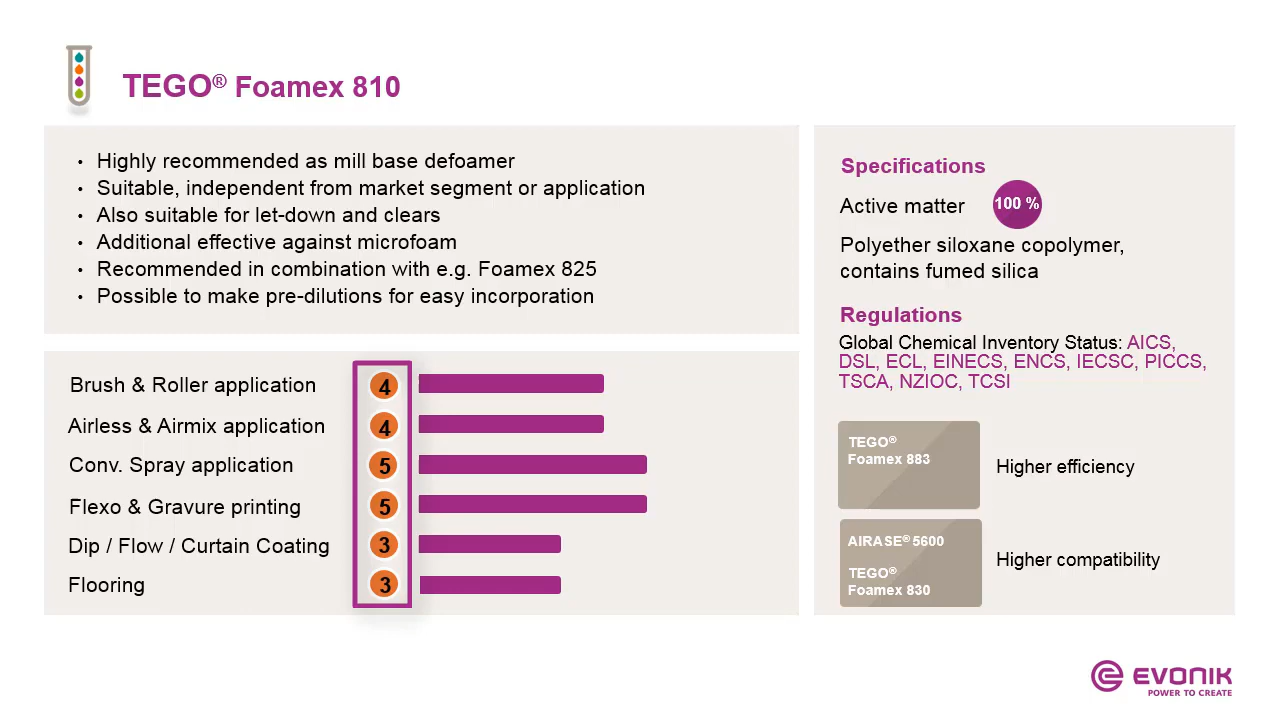 TEGO® Foamex 810
• Highly recommended as mill base defoamer
• Suitable, independent from market segment or application
• Also suitable for let-down and clears
• Additional effective against microfoam
• Recommended in combination with e.g. Foamex 825
• Possible to make pre-dilutions for easy incorporation
Brush & Roller application 4
Airless & Airmix application 4
Conv. Spray application 5
Flexo & Gravure printing 5
Dip / Flow / Curtain Coating 3
Flooring 3
Specifications
Active matter 100 %
Polyether siloxane copolymer,
contains fumed silica
Regulations
Global Chemical Inventory Status: AICS,
DSL, ECL, EINECS, ENCS, IECSC, PICCS,
TSCA, NZIOC, TCSI
TEGO®
Foamex 883
Higher efficiency
AIRASE® 5600
TEGO®
Foamex 830
Higher compatibility
EVONIK
POWER TO CREATE